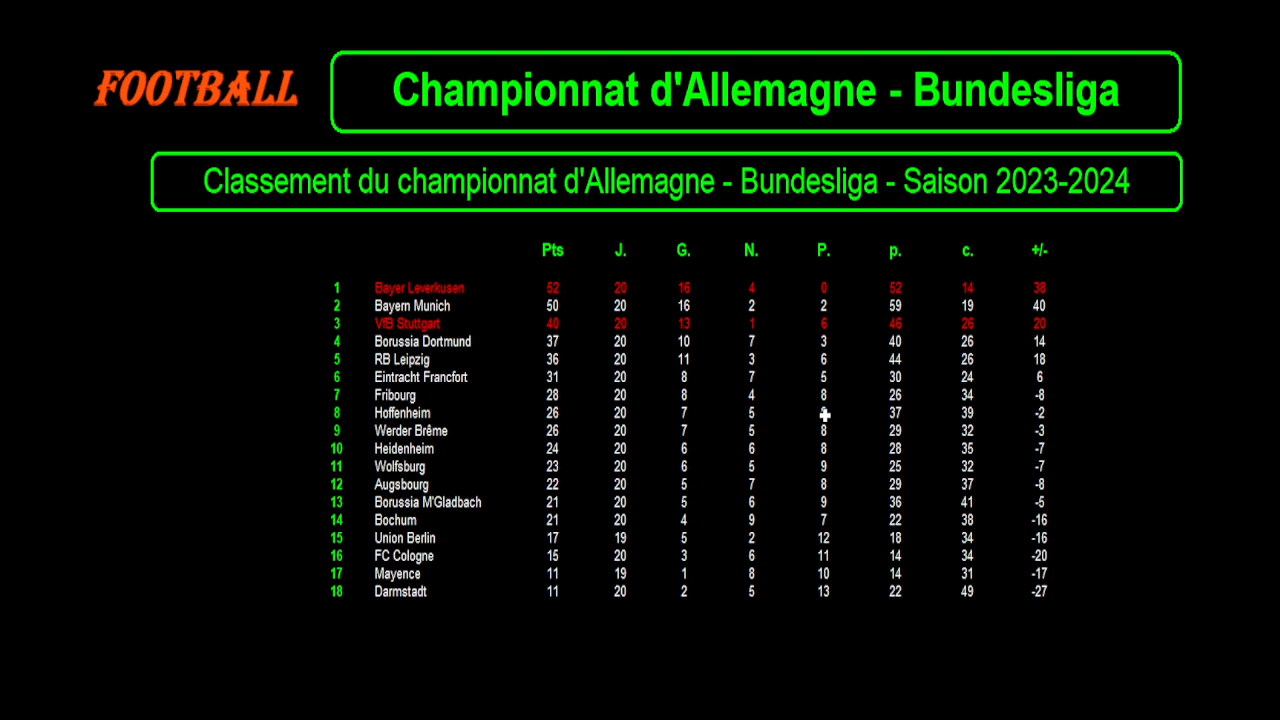 FOOTBALL
Championnat d'Allemagne - Bundesliga
Classement du championnat d'Allemagne - Bundesliga - Saison 2023-2024
Pts J. G. N. P. p. c. +/-
1 Bayer Leverkusen 52 20 16 4 0 52 14 38
2 Bayern Munich 50 20 16 2 2 59 19 40
3 VfB Stuttgart 40 20 13 1 6 46 26 20
4 Borussia Dortmund 37 20 10 7 3 40 26 14
5 RB Leipzig 36 20 11 3 6 44 26 18
6 Eintracht Francfort 31 20 8 7 5 30 24 6
7 Fribourg 28 20 8 4 8 26 34 -8
8 Hoffenheim 26 20 7 5 37 39 -2
9 Werder Brême 26 20 7 5 8 29 32 -3
10 Heidenheim 24 20 6 6 8 28 35 -7
11 Wolfsburg 23 20 6 5 9 25 32 -7
12 Augsbourg 22 20 5 7 8 29 37 -8
13 Borussia M'Gladbach 21 20 5 6 9 36 41 -5
14 Bochum 21 20 4 9 7 22 38 -16
15 Union Berlin 17 19 5 2 12 18 34 -16
16 FC Cologne 15 20 3 6 11 14 34 -20
17 Mayence 11 19 1 8 10 14 31 -17
18 Darmstadt 11 20 2 5 13 22 49 -27